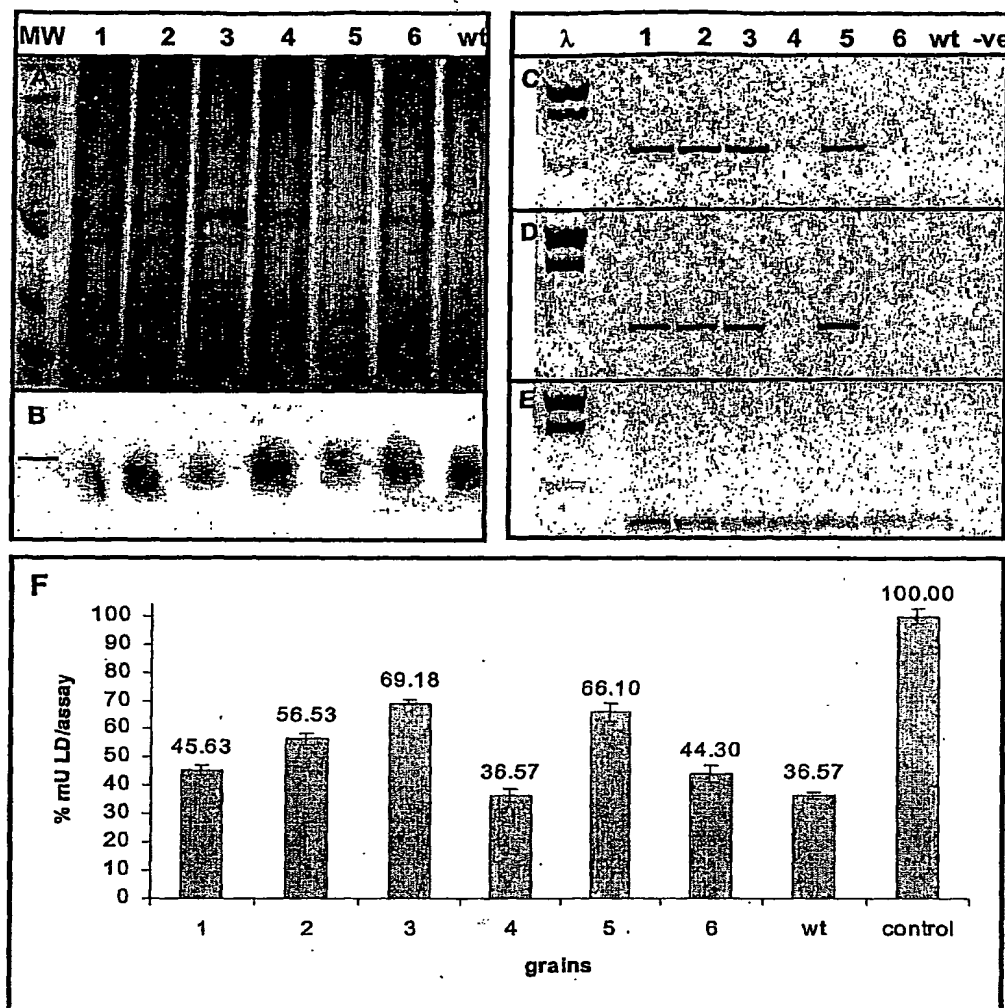 MW 1 2 3 4 5 6 wt
A
B
λ 1 2 3 4 5 6 wt -ve
C
D
E
F
% mU LD/assay
100
90
80
70
60
50
40
30
20
10
0
45.63
56.53
69.18
36.57
66.10
44.30
36.57
100.00
1 2 3 4 5 6 wt control
grains